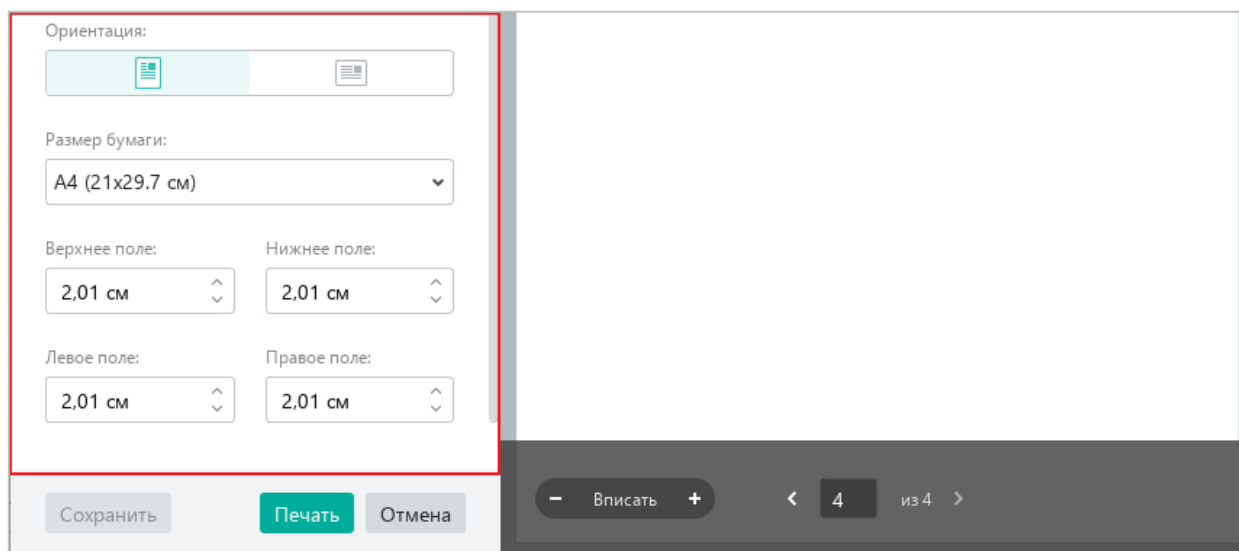 Ориентация:
Размер бумаги:
А4 (21x29.7 см)
Верхнее поле: Нижнее поле:
2,01 см 2,01 см
Левое поле: Правое поле:
2,01 см 2,01 см
Сохранить Печать Отмена − Вписать + 4 из 4